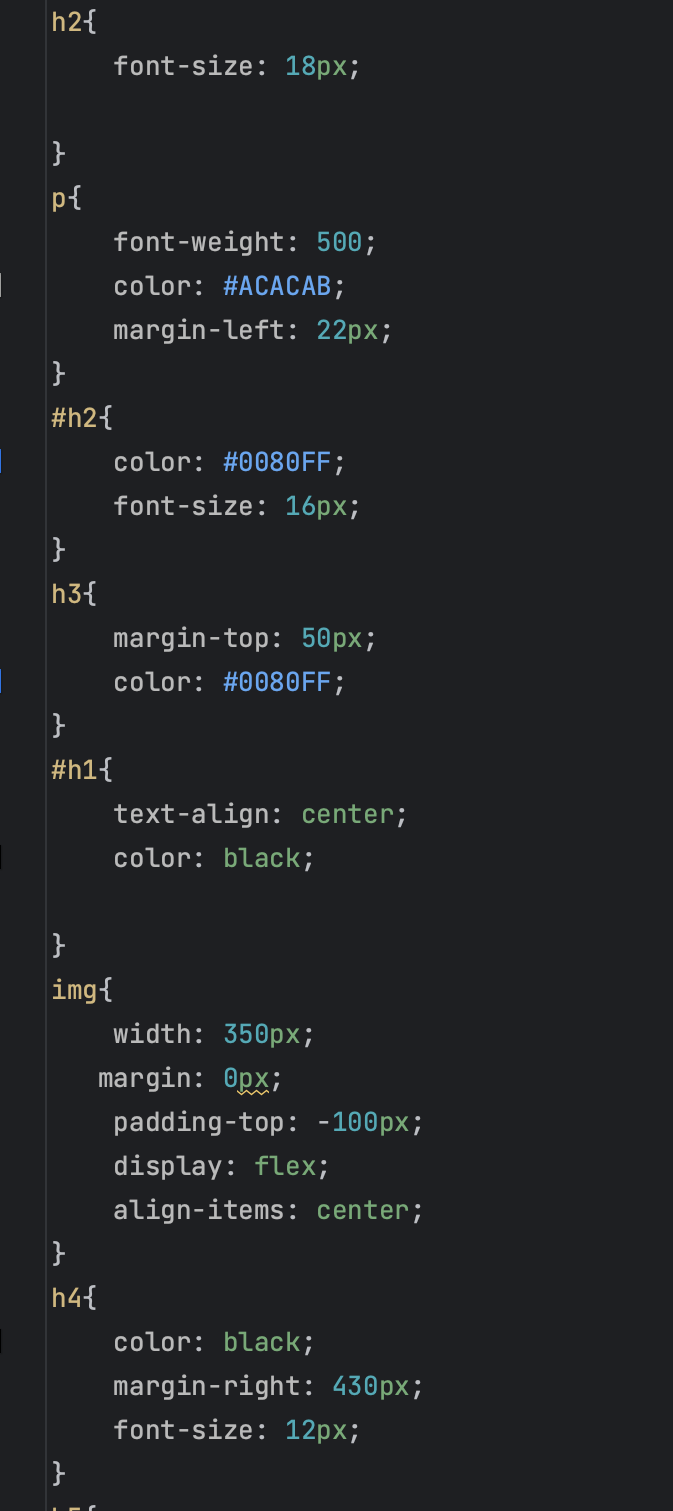 h2{
    font-size: 18px;

}
p{
    font-weight: 500;
    color: #ACACAB;
    margin-left: 22px;
}
#h2{
    color: #0080FF;
    font-size: 16px;
}
h3{
    margin-top: 50px;
    color: #0080FF;
}
#h1{
    text-align: center;
    color: black;

}
img{
    width: 350px;
   margin: 0px;
    padding-top: -100px;
    display: flex;
    align-items: center;
}
h4{
    color: black;
    margin-right: 430px;
    font-size: 12px;
}